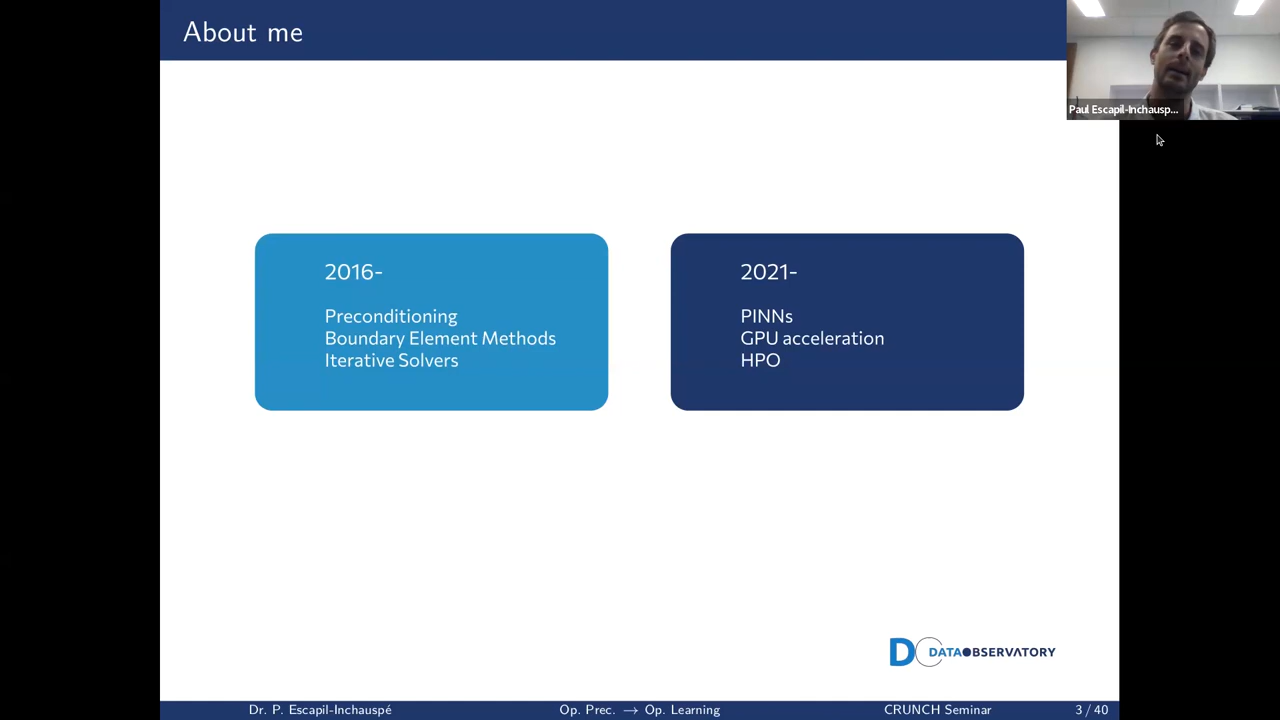 About me
Paul Escapil-Inchausp...
2016-
Preconditioning
Boundary Element Methods
Iterative Solvers
2021-
PINNs
GPU acceleration
HPO
DO DATAOBSERVATORY
Dr. P. Escapil-Inchauspé Op. Prec. → Op. Learning CRUNCH Seminar 3 / 40